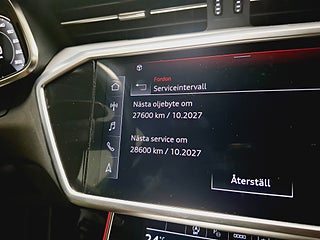 Fordon
Serviceintervall
Nästa oljebyte om
27600 km / 10.2027
Nästa service om
28600 km / 10.2027
Återställ